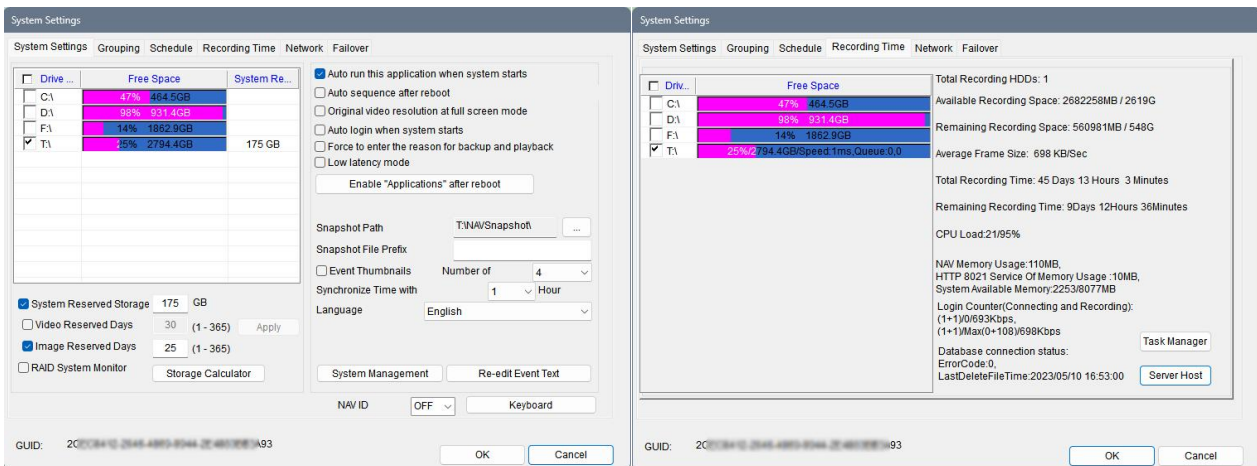 System Settings
System Settings Grouping Schedule Recording Time Network Failover
Drive ... Free Space System Re...
C:\ 47% 464.5GB
D:\ 98% 931.4GB
F:\ 14% 1862.9GB
T:\ 25% 2794.4GB 175 GB
System Reserved Storage 175 GB
Video Reserved Days 30 (1 - 365) Apply
Image Reserved Days 25 (1 - 365)
RAID System Monitor Storage Calculator
Auto run this application when system starts
Auto sequence after reboot
Original video resolution at full screen mode
Auto login when system starts
Force to enter the reason for backup and playback
Low latency mode
Enable "Applications" after reboot
Snapshot Path T:\NAVSnapshot\ ...
Snapshot File Prefix
Event Thumbnails Number of 4
Synchronize Time with 1 Hour
Language English
System Management Re-edit Event Text
NAV ID OFF Keyboard
GUID:
OK Cancel
System Settings
System Settings Grouping Schedule Recording Time Network Failover
Driv... Free Space
C:\ 47% 464.5GB
D:\ 98% 931.4GB
F:\ 14% 1862.9GB
T:\ 25%/2794.4GB/Speed:1ms,Queue:0,0
Total Recording HDDs: 1
Available Recording Space: 2682258MB / 2619G
Remaining Recording Space: 560981MB / 548G
Average Frame Size: 698 KB/Sec
Total Recording Time: 45 Days 13 Hours 3 Minutes
Remaining Recording Time: 9Days 12Hours 36Minutes
CPU Load:21/95%
NAV Memory Usage:110MB,
HTTP 8021 Service Of Memory Usage :10MB,
System Available Memory:2253/8077MB
Login Counter(Connecting and Recording):
(1+1)/0/693Kbps,
(1+1)/Max(0+108)/698Kbps
Task Manager
Database connection status:
ErrorCode:0,
LastDeleteFileTime:2023/05/10 16:53:00
Server Host
GUID:
OK Cancel